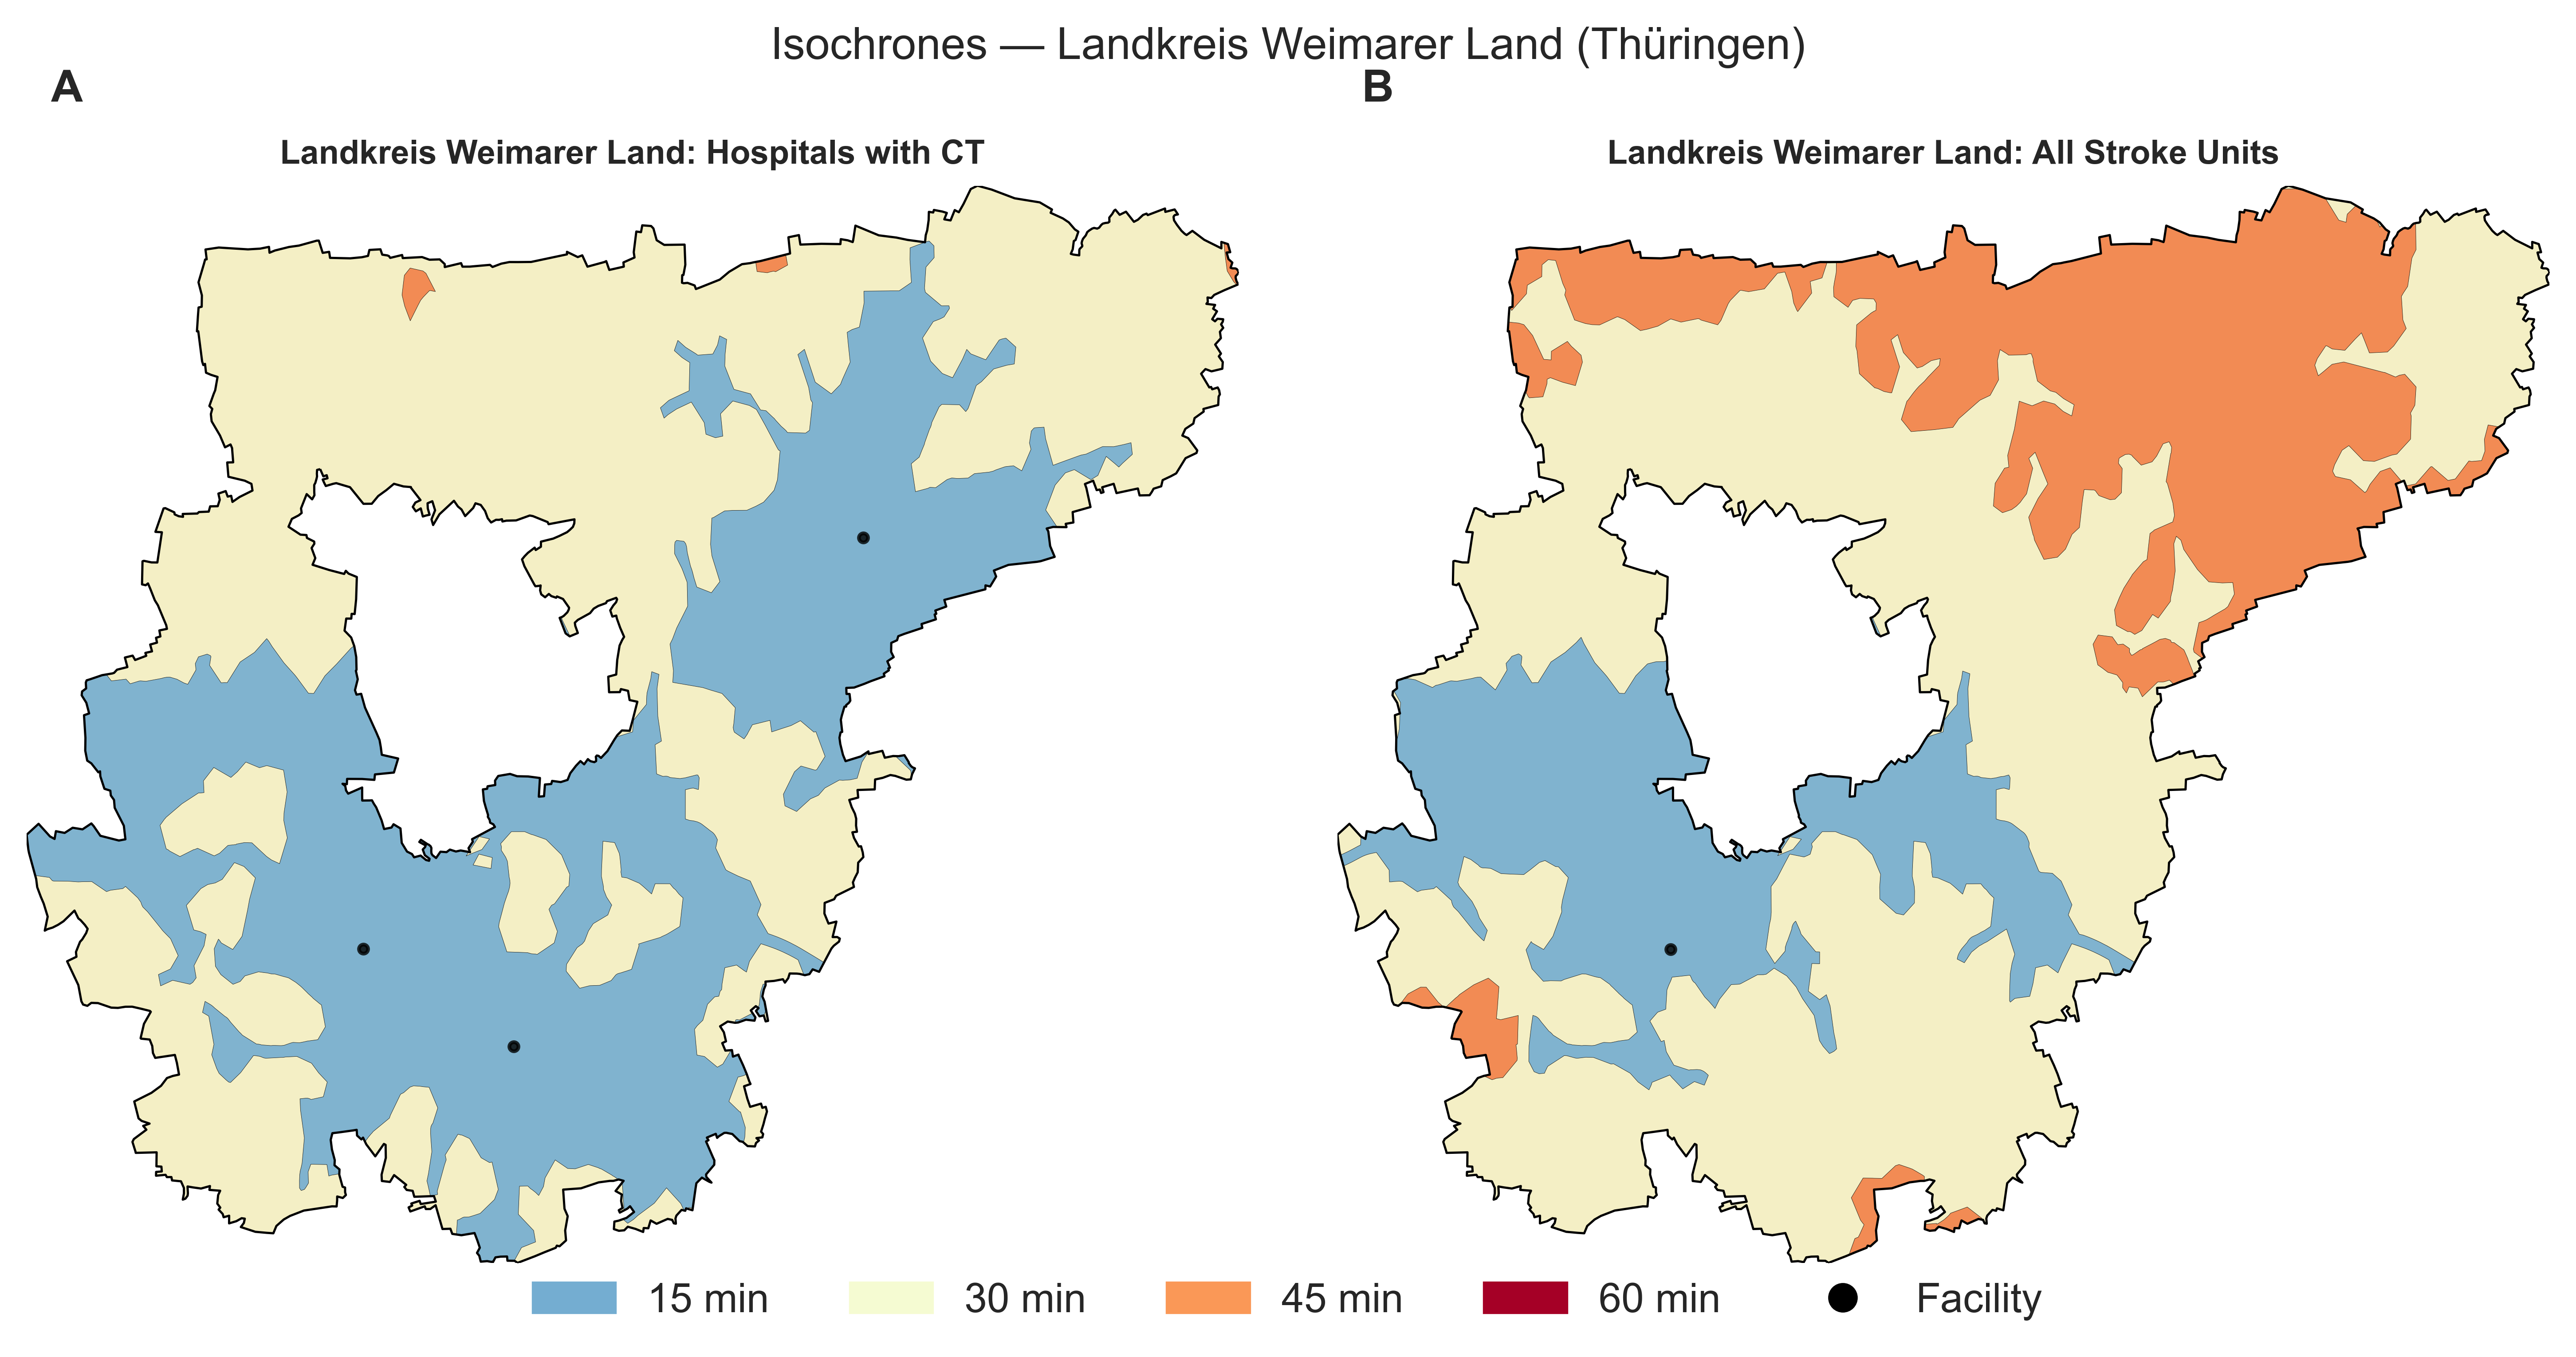 Isochrones — Landkreis Weimarer Land (Thüringen)
A
B
Landkreis Weimarer Land: Hospitals with CT
Landkreis Weimarer Land: All Stroke Units
15 min
30 min
45 min
60 min
Facility